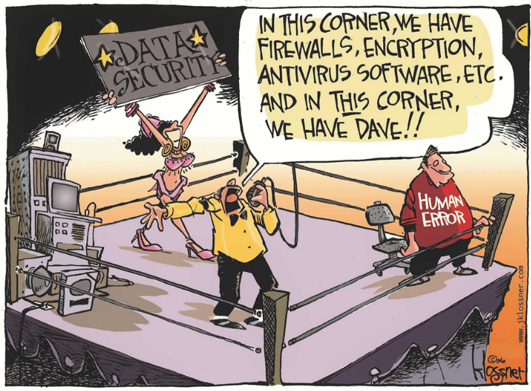 IN THIS CORNER, WE HAVE
FIREWALLS, ENCRYPTION,
ANTIVIRUS SOFTWARE, ETC.
AND IN THIS CORNER,
WE HAVE DAVE!!
DATA
SECURITY
HUMAN
ERROR
www.jklossner.com
©06
klossner